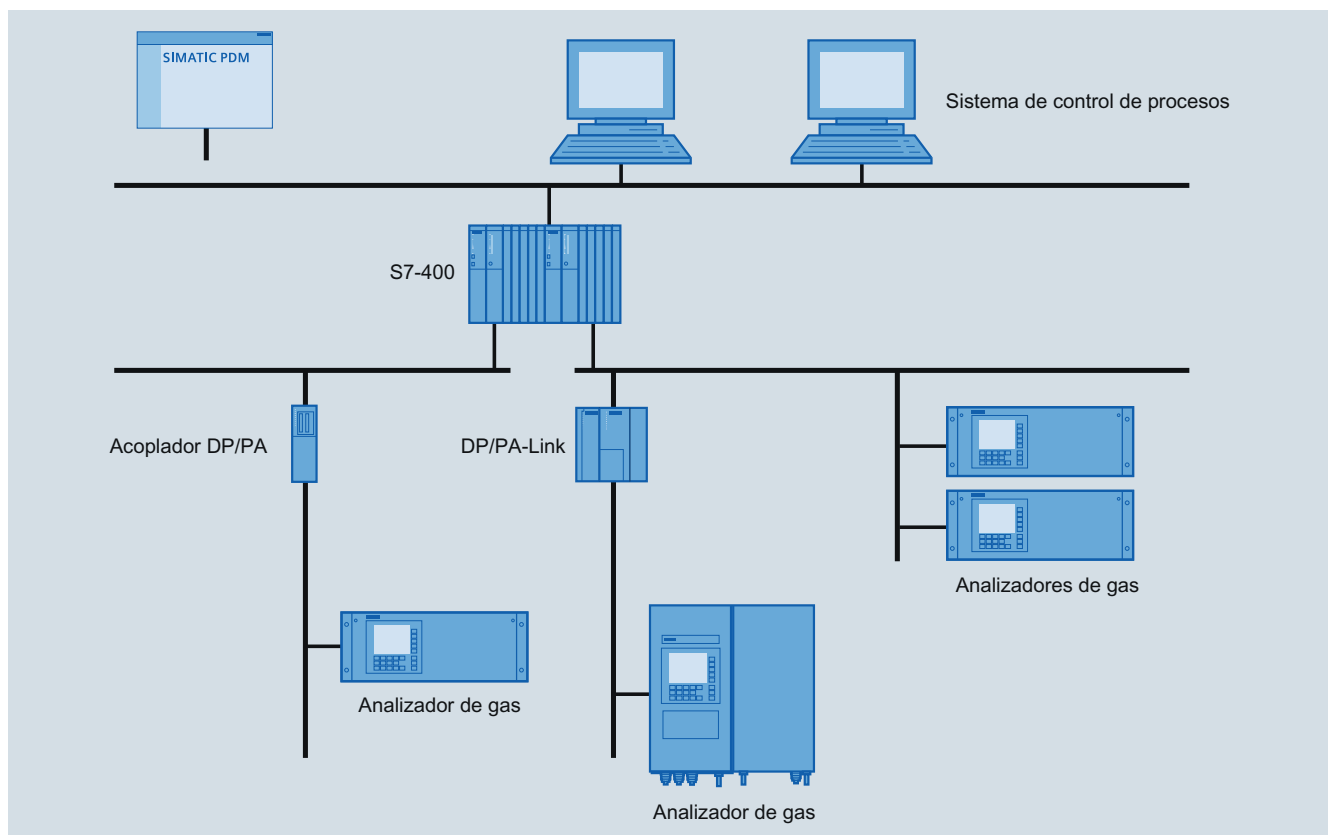 SIMATIC PDM
Sistema de control de procesos
S7-400
Acoplador DP/PA
DP/PA-Link
Analizadores de gas
Analizador de gas
Analizador de gas